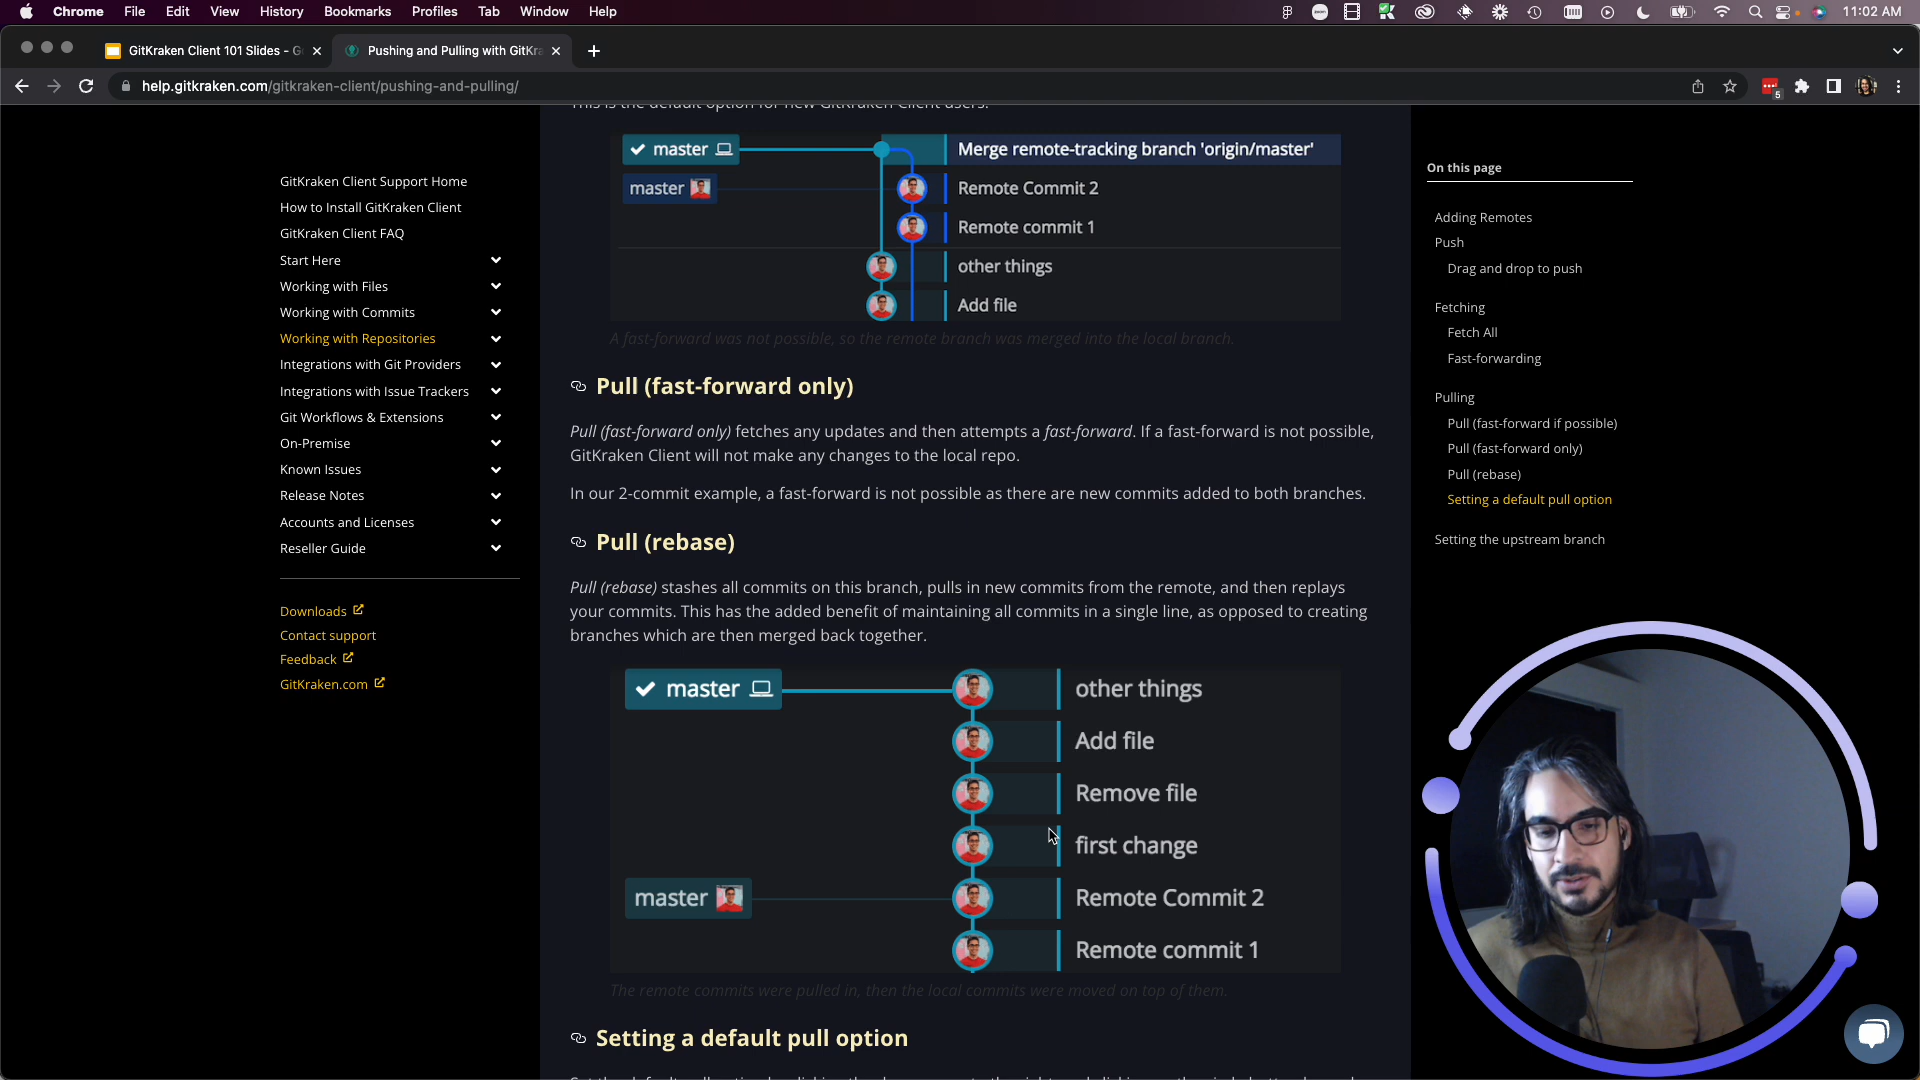 Chrome File Edit View History Bookmarks Profiles Tab Window Help
11:02 AM
GitKraken Client 101 Slides - G
Pushing and Pulling with GitKra
help.gitkraken.com/gitkraken-client/pushing-and-pulling/
5
GitKraken Client Support Home
How to Install GitKraken Client
GitKraken Client FAQ
Start Here
Working with Files
Working with Commits
Working with Repositories
Integrations with Git Providers
Integrations with Issue Trackers
Git Workflows & Extensions
On-Premise
Known Issues
Release Notes
Accounts and Licenses
Reseller Guide
Downloads
Contact support
Feedback
GitKraken.com
This is the default option for new GitKraken Client users.
master
Merge remote-tracking branch 'origin/master'
master
Remote Commit 2
Remote commit 1
other things
Add file
A fast-forward was not possible, so the remote branch was merged into the local branch.
Pull (fast-forward only)
Pull (fast-forward only) fetches any updates and then attempts a fast-forward. If a fast-forward is not possible,
GitKraken Client will not make any changes to the local repo.
In our 2-commit example, a fast-forward is not possible as there are new commits added to both branches.
Pull (rebase)
Pull (rebase) stashes all commits on this branch, pulls in new commits from the remote, and then replays
your commits. This has the added benefit of maintaining all commits in a single line, as opposed to creating
branches which are then merged back together.
master
other things
Add file
Remove file
first change
master
Remote Commit 2
Remote commit 1
The remote commits were pulled in, then the local commits were moved on top of them.
Setting a default pull option
On this page
Adding Remotes
Push
Drag and drop to push
Fetching
Fetch All
Fast-forwarding
Pulling
Pull (fast-forward if possible)
Pull (fast-forward only)
Pull (rebase)
Setting a default pull option
Setting the upstream branch